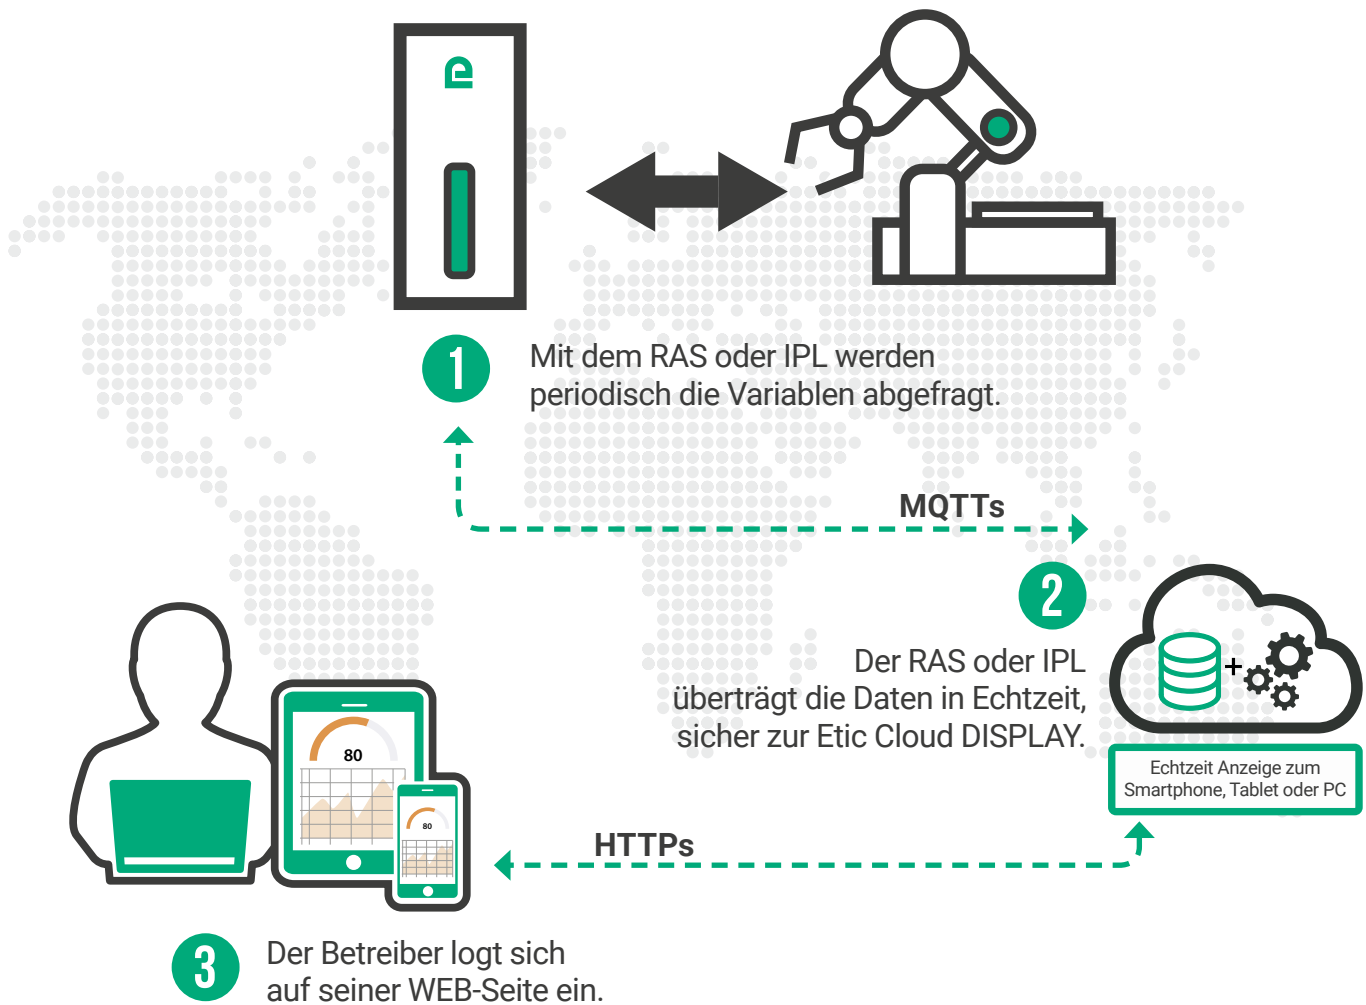 1
Mit dem RAS oder IPL werden
periodisch die Variablen abgefragt.
MQTTs
2
Der RAS oder IPL
überträgt die Daten in Echtzeit,
sicher zur Etic Cloud DISPLAY.
+
Echtzeit Anzeige zum
Smartphone, Tablet oder PC
80
80
HTTPs
3
Der Betreiber logt sich
auf seiner WEB-Seite ein.